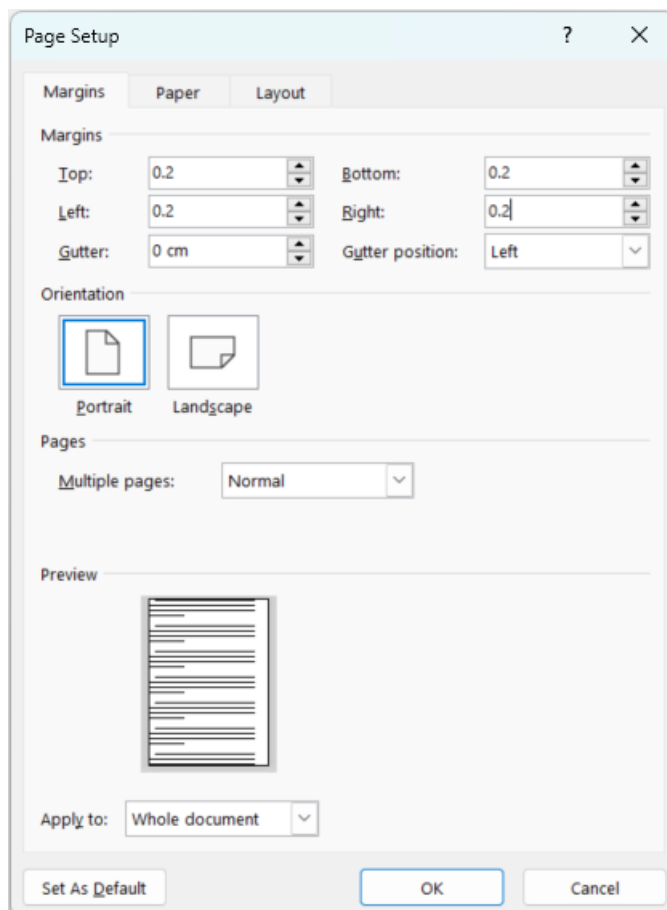 Page Setup ? ×
Margins Paper Layout
Margins
Top: 0.2 Bottom: 0.2
Left: 0.2 Right: 0.2
Gutter: 0 cm Gutter position: Left
Orientation
Portrait Landscape
Pages
Multiple pages: Normal
Preview
Apply to: Whole document
Set As Default OK Cancel